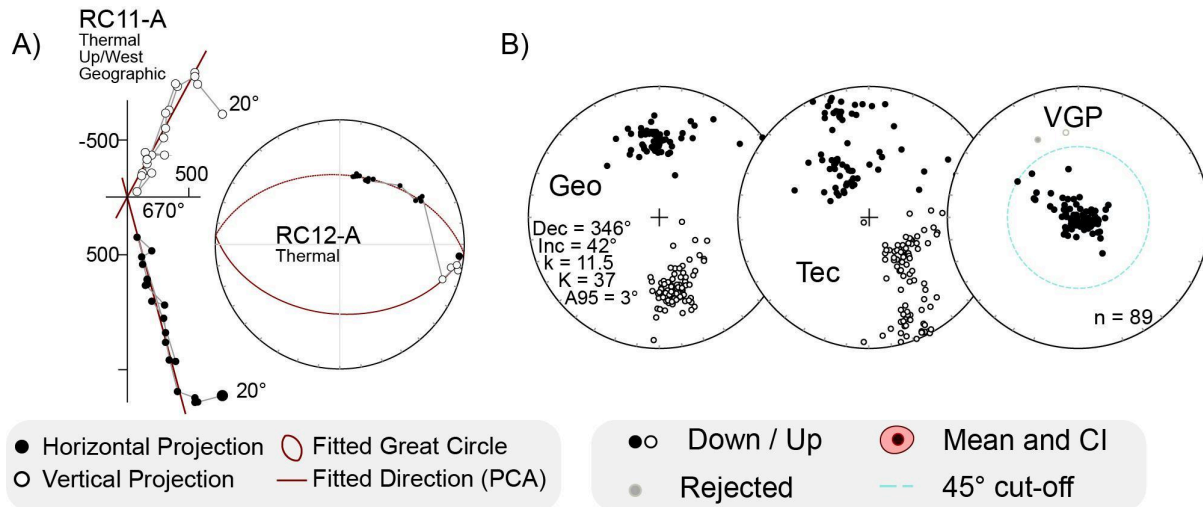 A)
RC11-A
Thermal
Up/West
Geographic
20°
-500
500
670°
500
20°
RC12-A
Thermal
B)
Geo
Dec = 346°
Inc = 42°
k = 11.5
K = 37
A95 = 3°
Tec
VGP
n = 89
Horizontal Projection
Fitted Great Circle
Vertical Projection
Fitted Direction (PCA)
Down / Up
Mean and CI
Rejected
45° cut-off